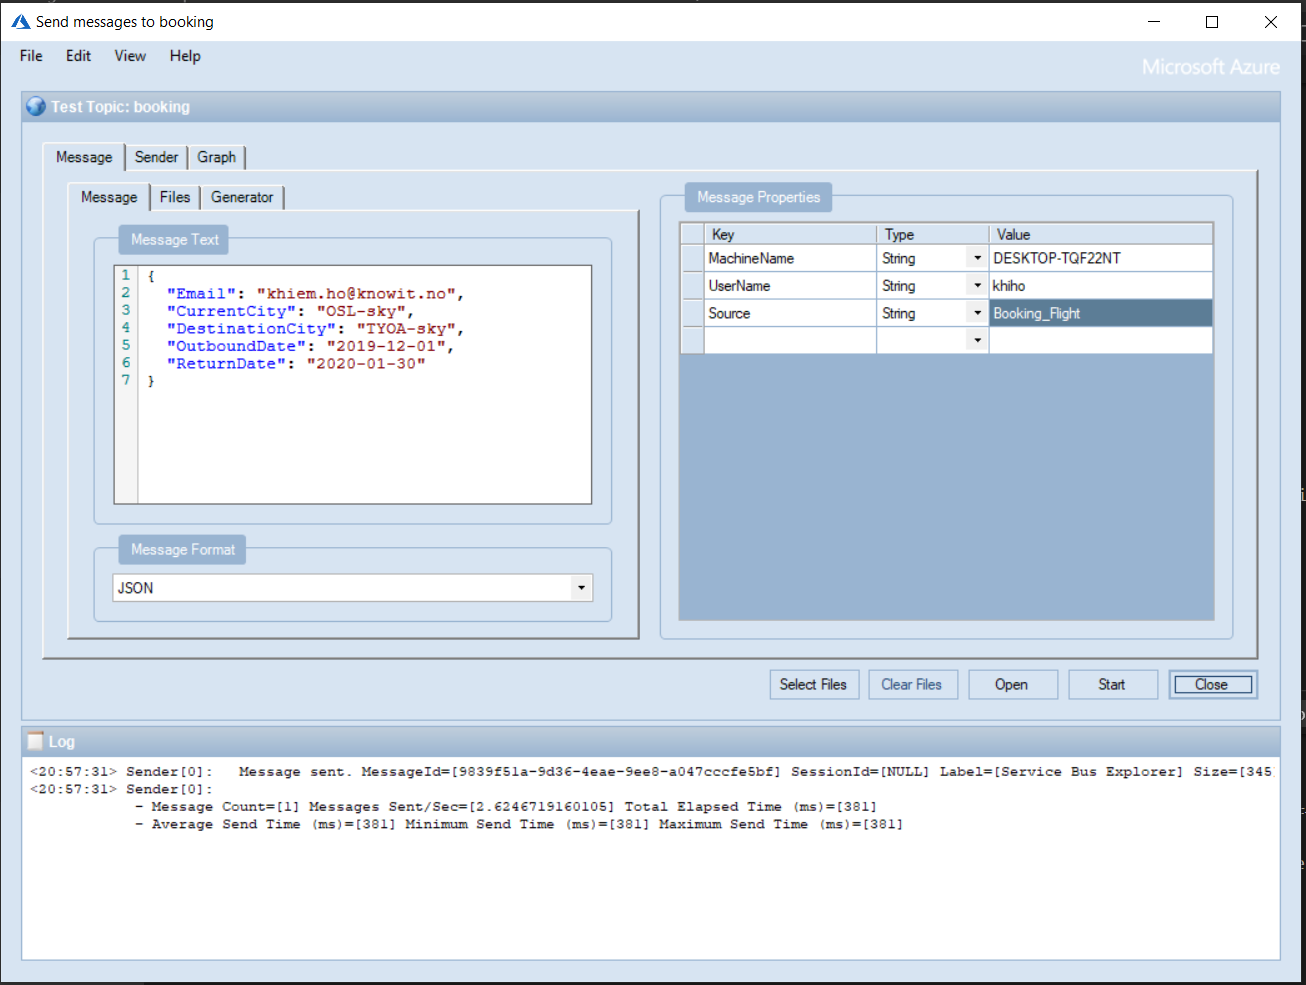 Send messages to booking
File Edit View Help
Microsoft Azure
Test Topic: booking
Message Sender Graph
Message Files Generator
Message Text
1 {
2 "Email": "khiem.ho@knowit.no",
3 "CurrentCity": "OSL-sky",
4 "DestinationCity": "TYOA-sky",
5 "OutboundDate": "2019-12-01",
6 "ReturnDate": "2020-01-30"
7 }
Message Format
JSON
Message Properties
Key Type Value
MachineName String DESKTOP-TQF22NT
UserName String khiho
Source String Booking_Flight
Select Files Clear Files Open Start Close
Log
<20:57:31> Sender[0]: Message sent. MessageId=[9839f51a-9d36-4eae-9ee8-a047cccfe5bf] SessionId=[NULL] Label=[Service Bus Explorer] Size=[345
<20:57:31> Sender[0]:
- Message Count=[1] Messages Sent/Sec=[2.6246719160105] Total Elapsed Time (ms)=[381]
- Average Send Time (ms)=[381] Minimum Send Time (ms)=[381] Maximum Send Time (ms)=[381]